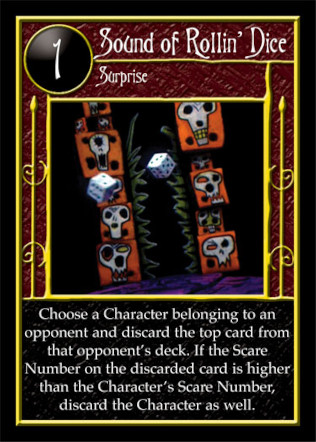 1
Sound of Rollin' Dice
Surprise
Choose a Character belonging to an
opponent and discard the top card from
that opponent's deck. If the Scare
Number on the discarded card is higher
than the Character's Scare Number,
discard the Character as well.